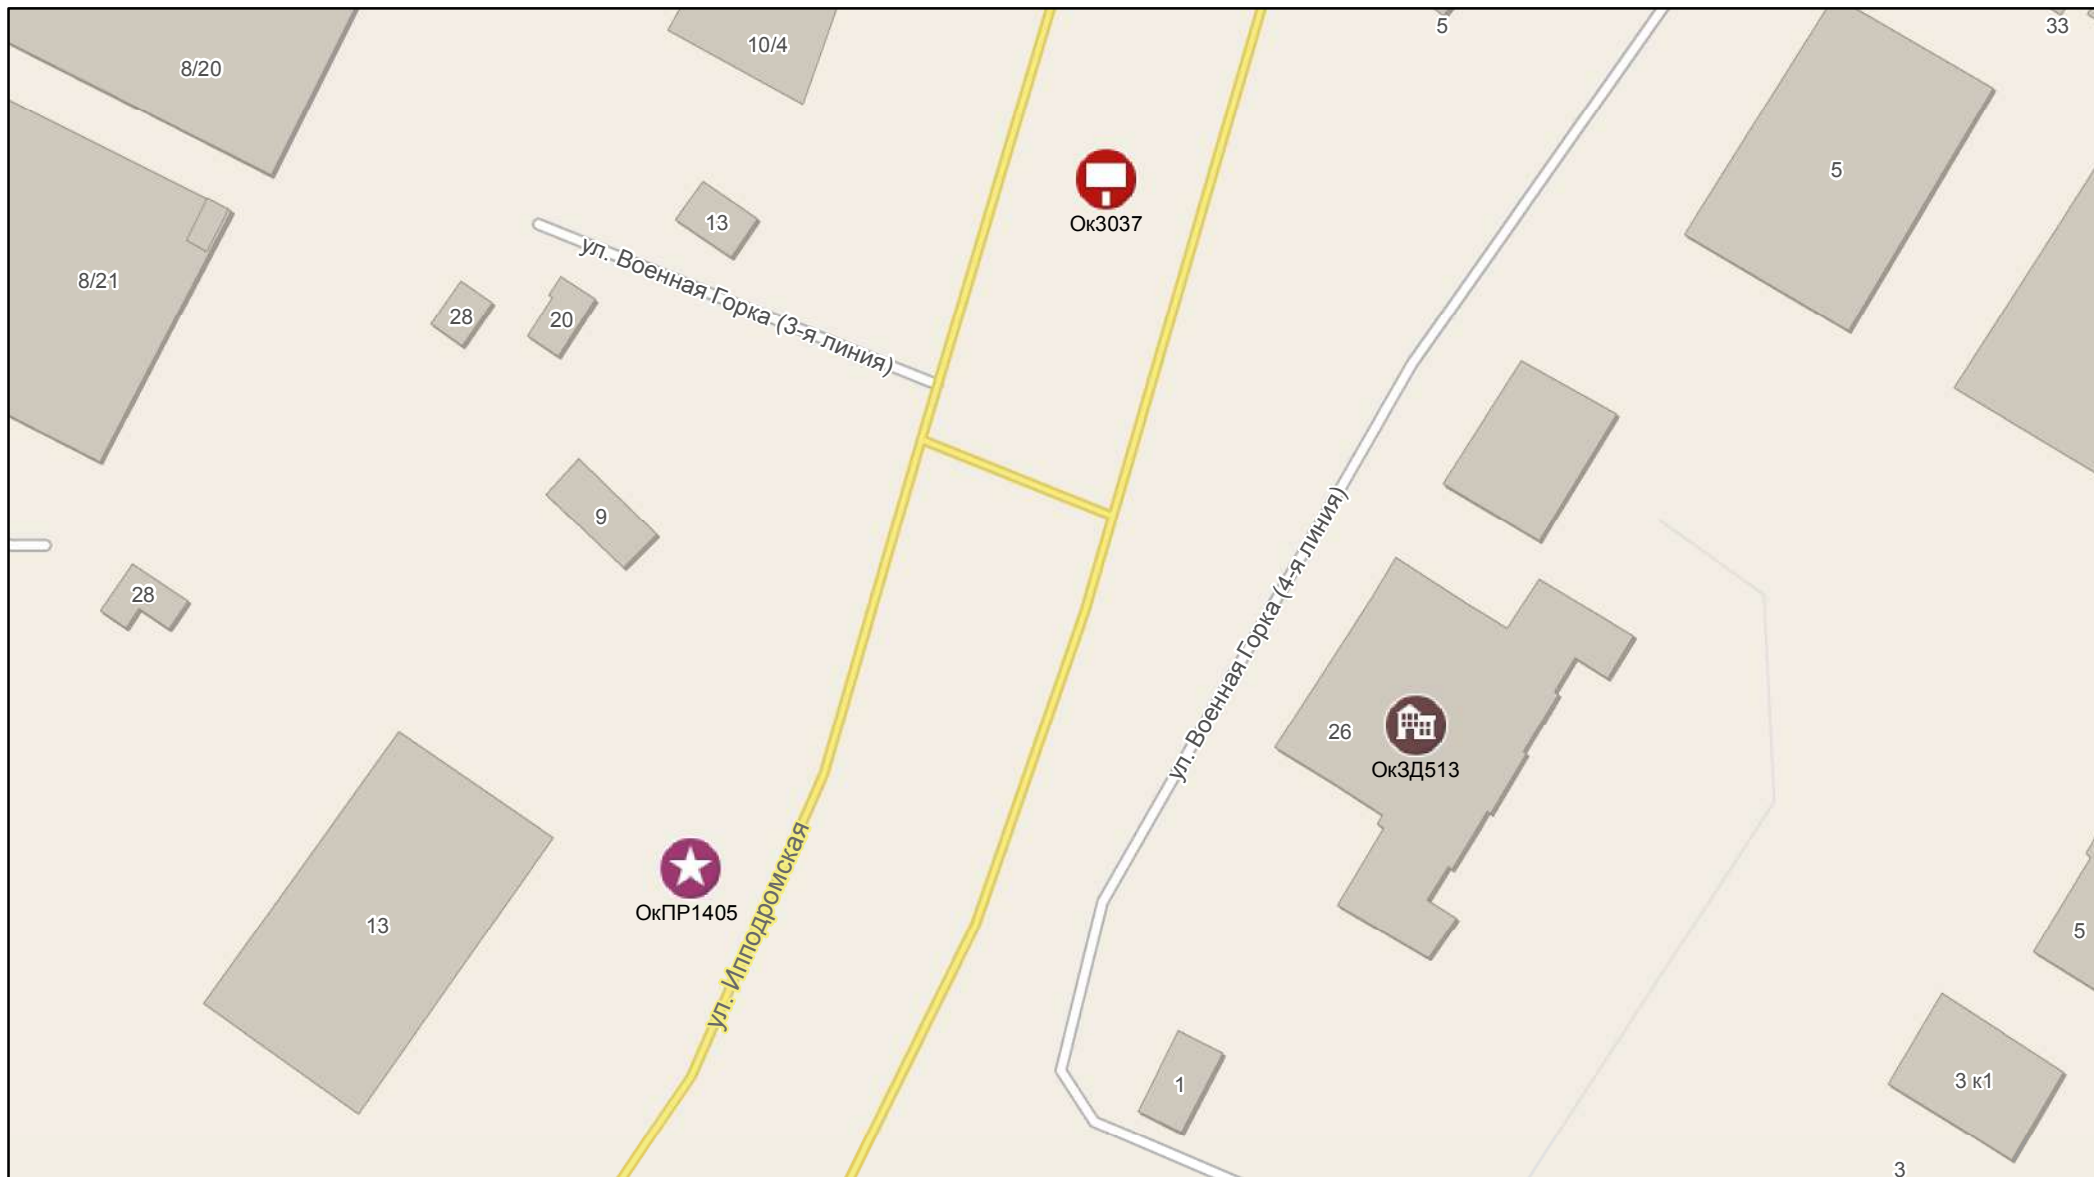 5
33
10/4
8/20
5
13
Ок3037
ул. Военная Горка (3-я линия)
8/21
28
20
9
28
ул. Военная Горка (4-я линия)
26
ОкЗД513
ОкПР1405
13
ул. Ипподромская
5
1
3 к1
3